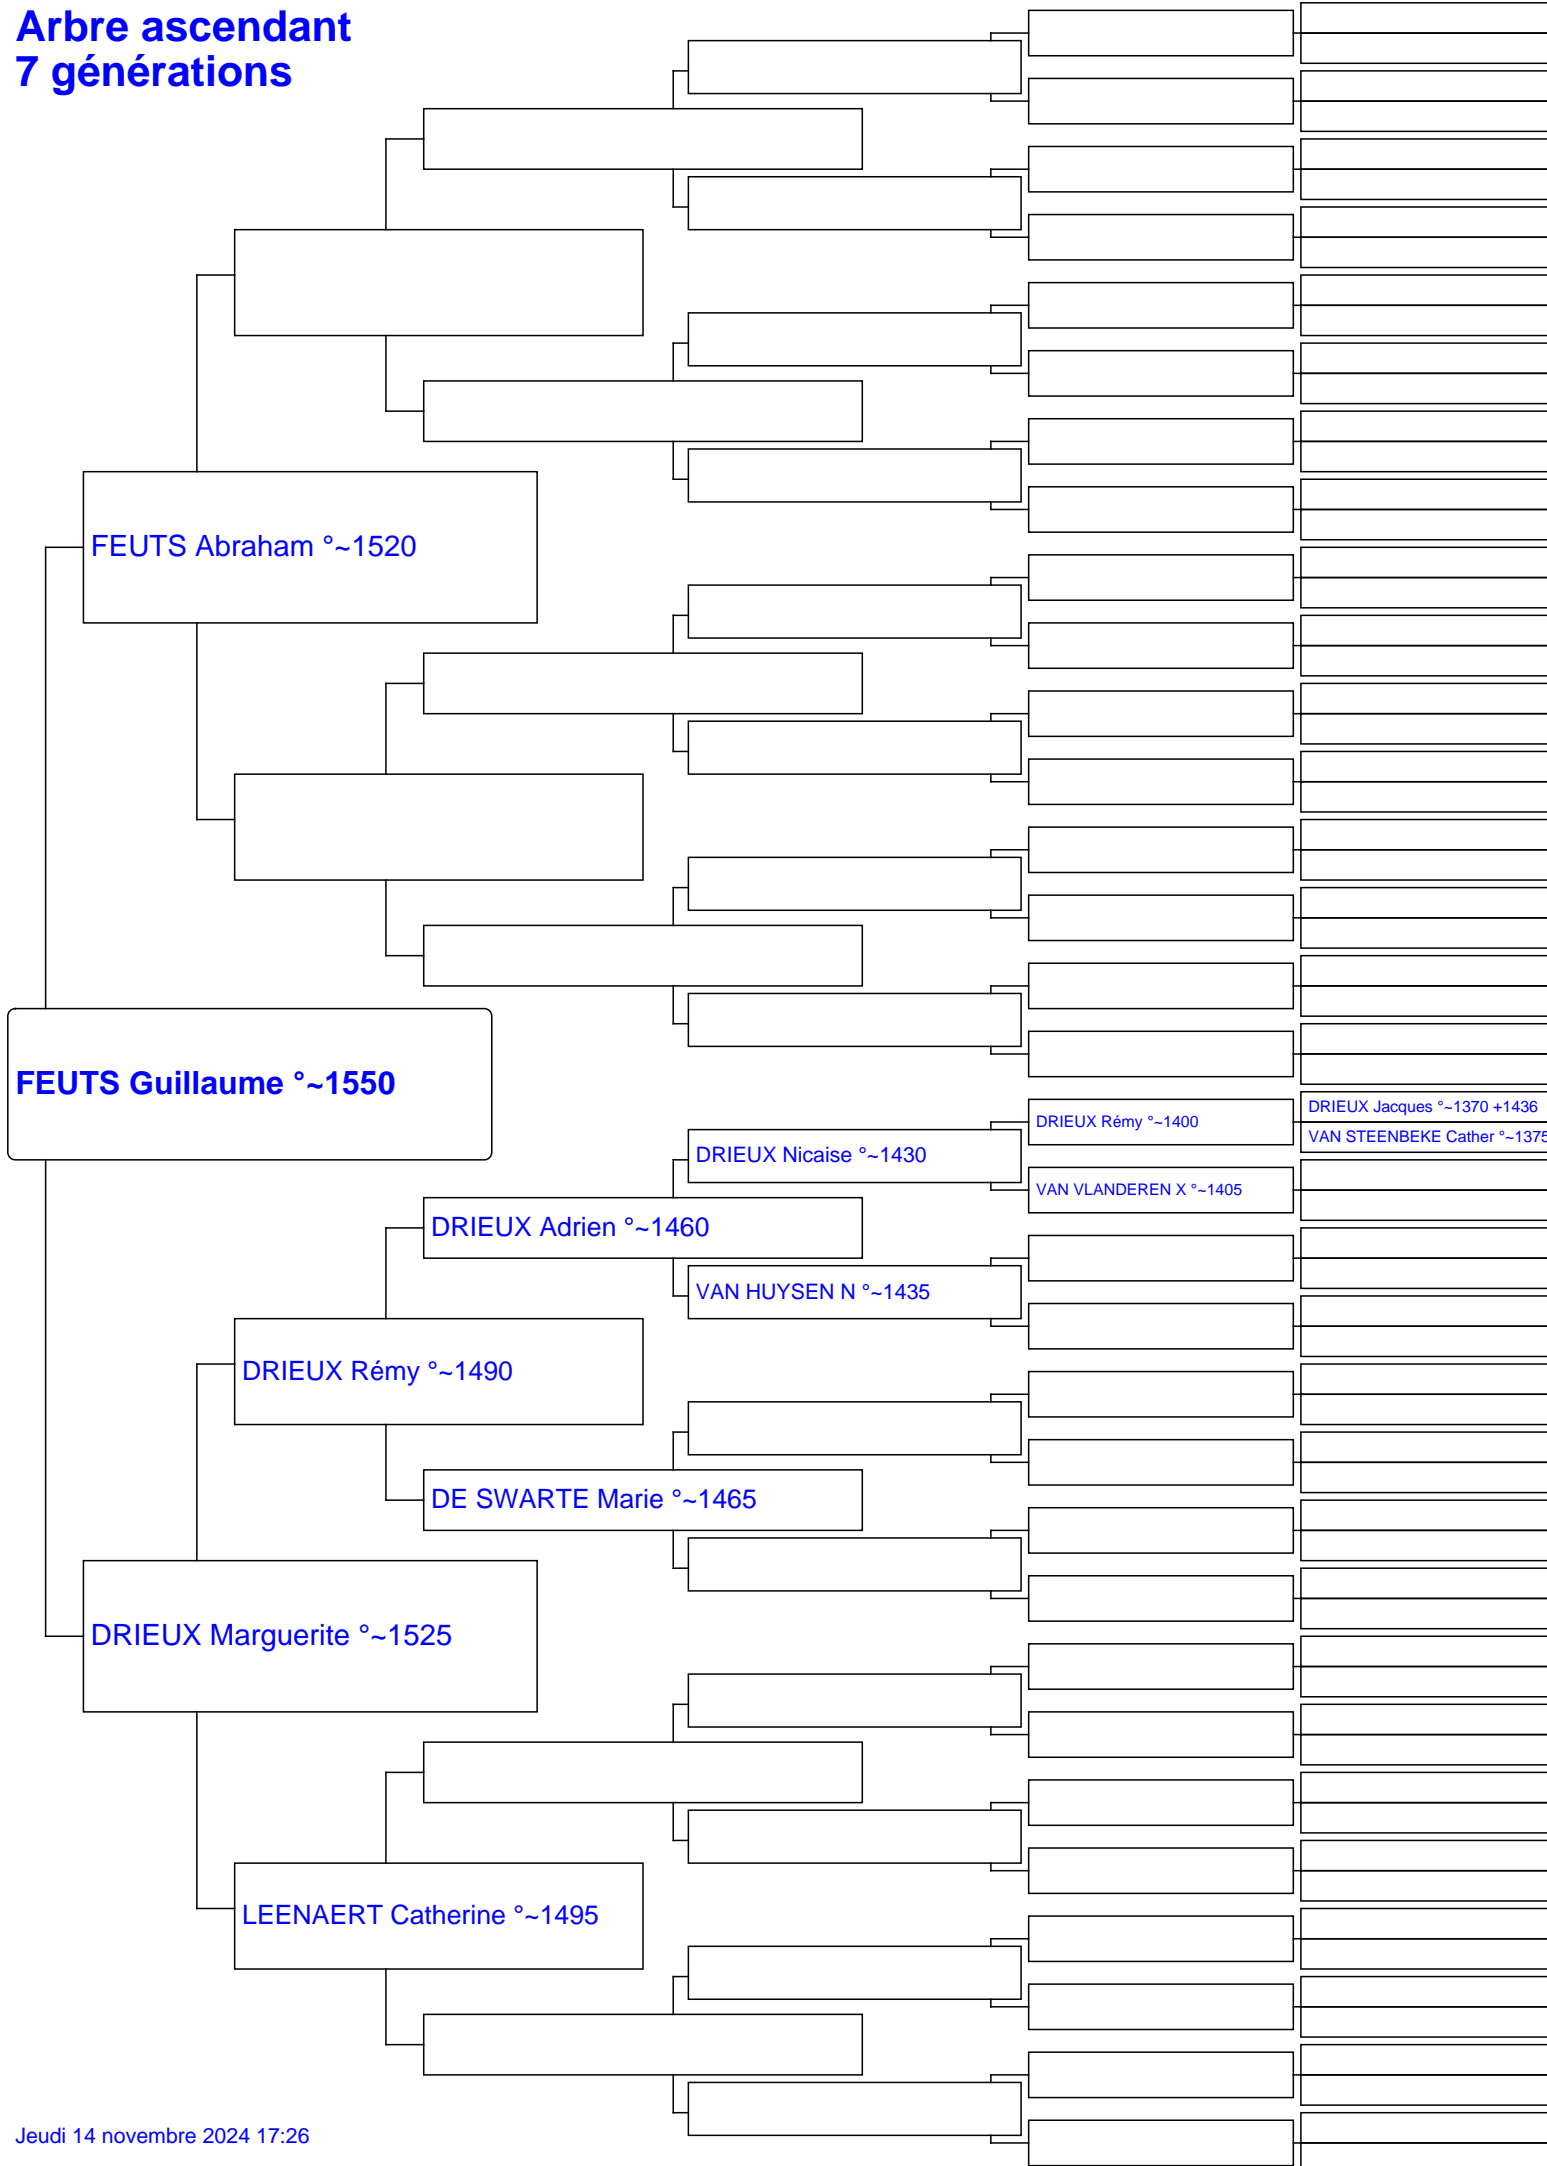 Arbre ascendant
7 générations
FEUTS Abraham °~1520
FEUTS Guillaume °~1550
DRIEUX Jacques °~1370 +1436
DRIEUX Rémy °~1400
VAN STEENBEKE Cather °~1375
DRIEUX Nicaise °~1430
VAN VLANDEREN X °~1405
DRIEUX Adrien °~1460
VAN HUYSEN N °~1435
DRIEUX Rémy °~1490
DE SWARTE Marie °~1465
DRIEUX Marguerite °~1525
LEENAERT Catherine °~1495
Jeudi 14 novembre 2024 17:26